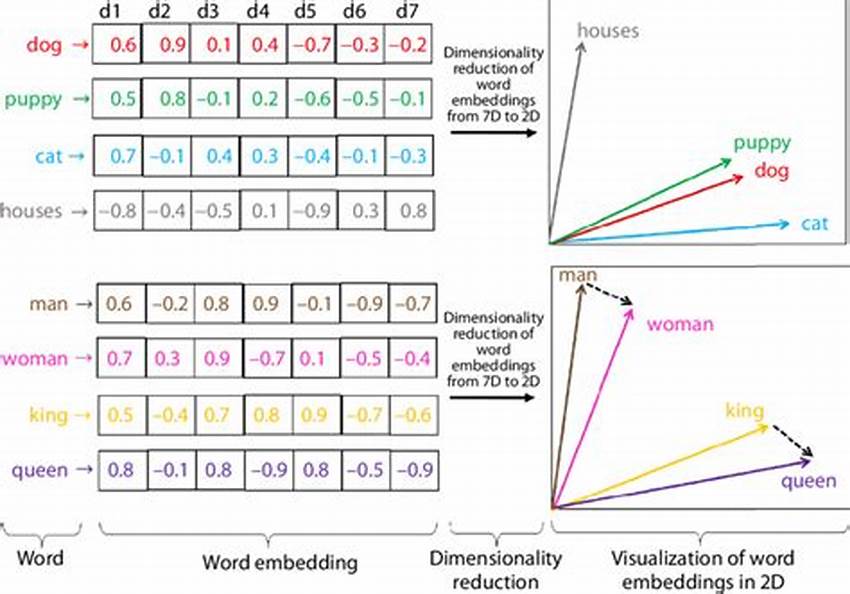 d1 d2 d3 d4 d5 d6 d7
dog → 0.6 0.9 0.1 0.4 −0.7 −0.3 −0.2
puppy → 0.5 0.8 −0.1 0.2 −0.6 −0.5 −0.1
cat → 0.7 −0.1 0.4 0.3 −0.4 −0.1 −0.3
houses → −0.8 −0.4 −0.5 0.1 −0.9 0.3 0.8
Dimensionality
reduction of
word
embeddings
from 7D to 2D
houses
puppy
dog
cat
man → 0.6 −0.2 0.8 0.9 −0.1 −0.9 −0.7
woman → 0.7 0.3 0.9 −0.7 0.1 −0.5 −0.4
king → 0.5 −0.4 0.7 0.8 0.9 −0.7 −0.6
queen → 0.8 −0.1 0.8 −0.9 0.8 −0.5 −0.9
Dimensionality
reduction of
word
embeddings
from 7D to 2D
man
woman
king
queen
Word
Word embedding
Dimensionality
reduction
Visualization of word
embeddings in 2D